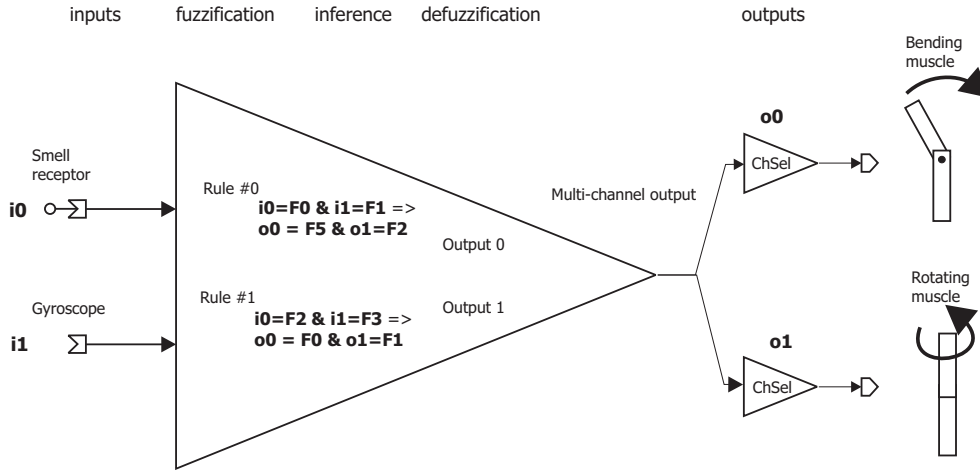 inputs fuzzification inference defuzzification outputs
Bending
muscle
o0
Smell
receptor
ChSel
Rule #0
i0=F0 & i1=F1 =>
o0 = F5 & o1=F2
Multi-channel output
i0
Output 0
Rotating
muscle
Rule #1
Gyroscope
Output 1
i0=F2 & i1=F3 =>
o0 = F0 & o1=F1
i1
o1
ChSel